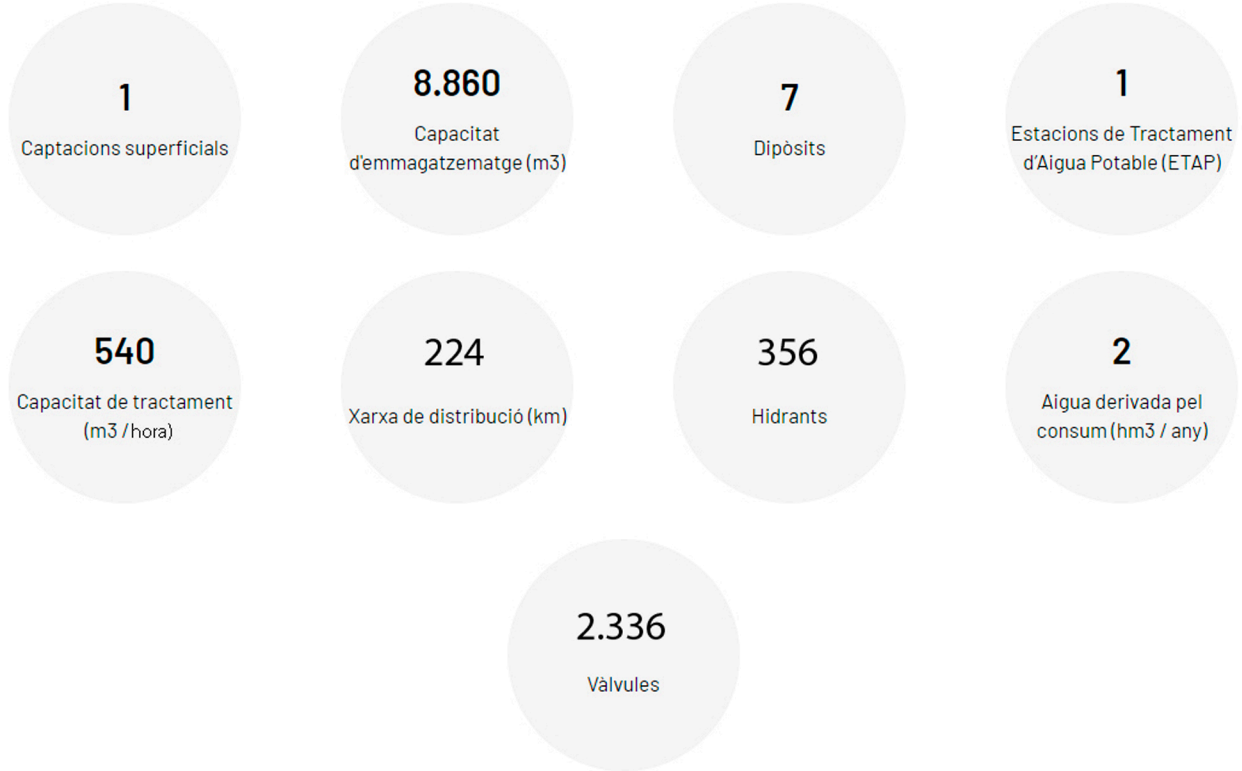 1
Captacions superficials
8.860
Capacitat
d'emmagatzematge (m3)
7
Dipòsits
1
Estacions de Tractament
d’Aigua Potable (ETAP)
540
Capacitat de tractament
(m3 /hora)
224
Xarxa de distribució (km)
356
Hidrants
2
Aigua derivada pel
consum (hm3 / any)
2.336
Vàlvules